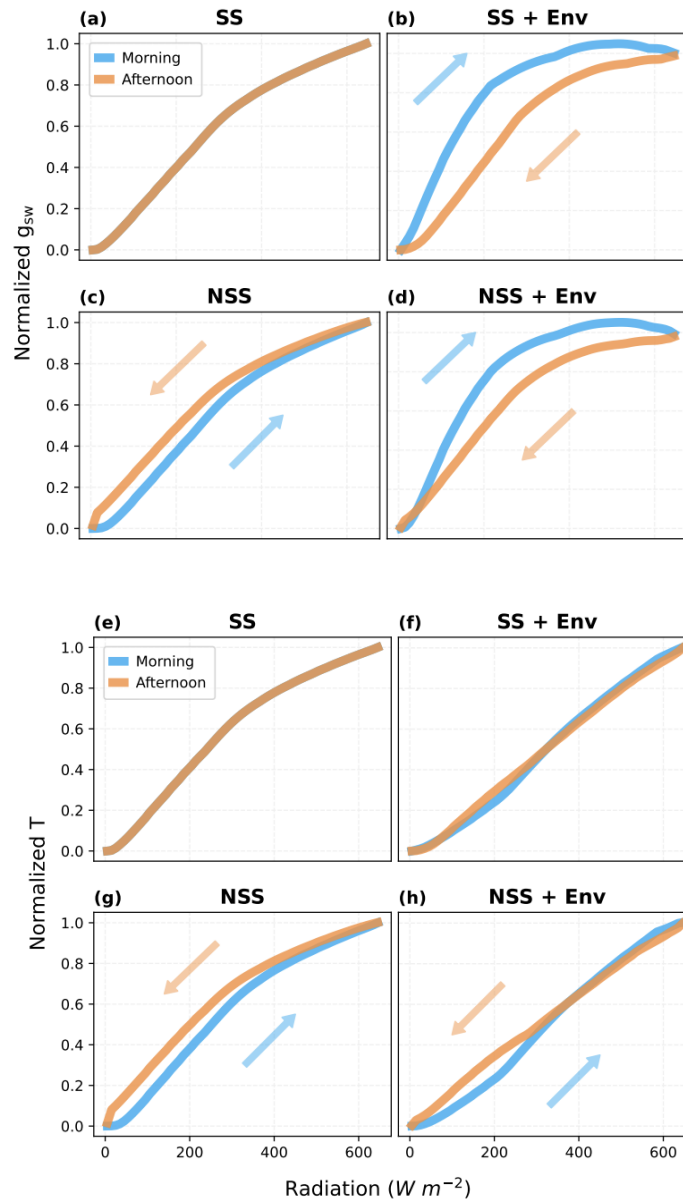 (a) SS
(b) SS + Env
1.0
0.8
0.6
0.4
0.2
0.0
Morning
Afternoon
Normalized g_sw
(c) NSS
(d) NSS + Env
1.0
0.8
0.6
0.4
0.2
0.0
(e) SS
(f) SS + Env
1.0
0.8
0.6
0.4
0.2
0.0
Morning
Afternoon
Normalized T
(g) NSS
(h) NSS + Env
1.0
0.8
0.6
0.4
0.2
0.0
0 200 400 600
0 200 400 600
Radiation (W m⁻²)